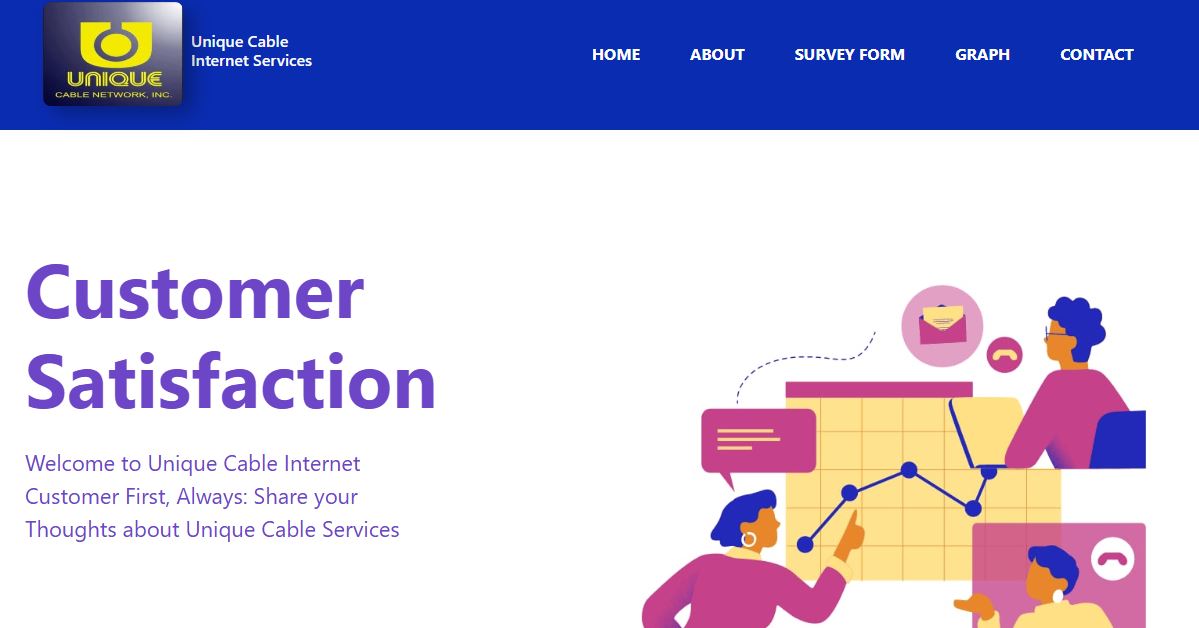 UNIQUE
CABLE NETWORK, INC.
Unique Cable
Internet Services
HOME
ABOUT
SURVEY FORM
GRAPH
CONTACT
Customer
Satisfaction
Welcome to Unique Cable Internet
Customer First, Always: Share your
Thoughts about Unique Cable Services